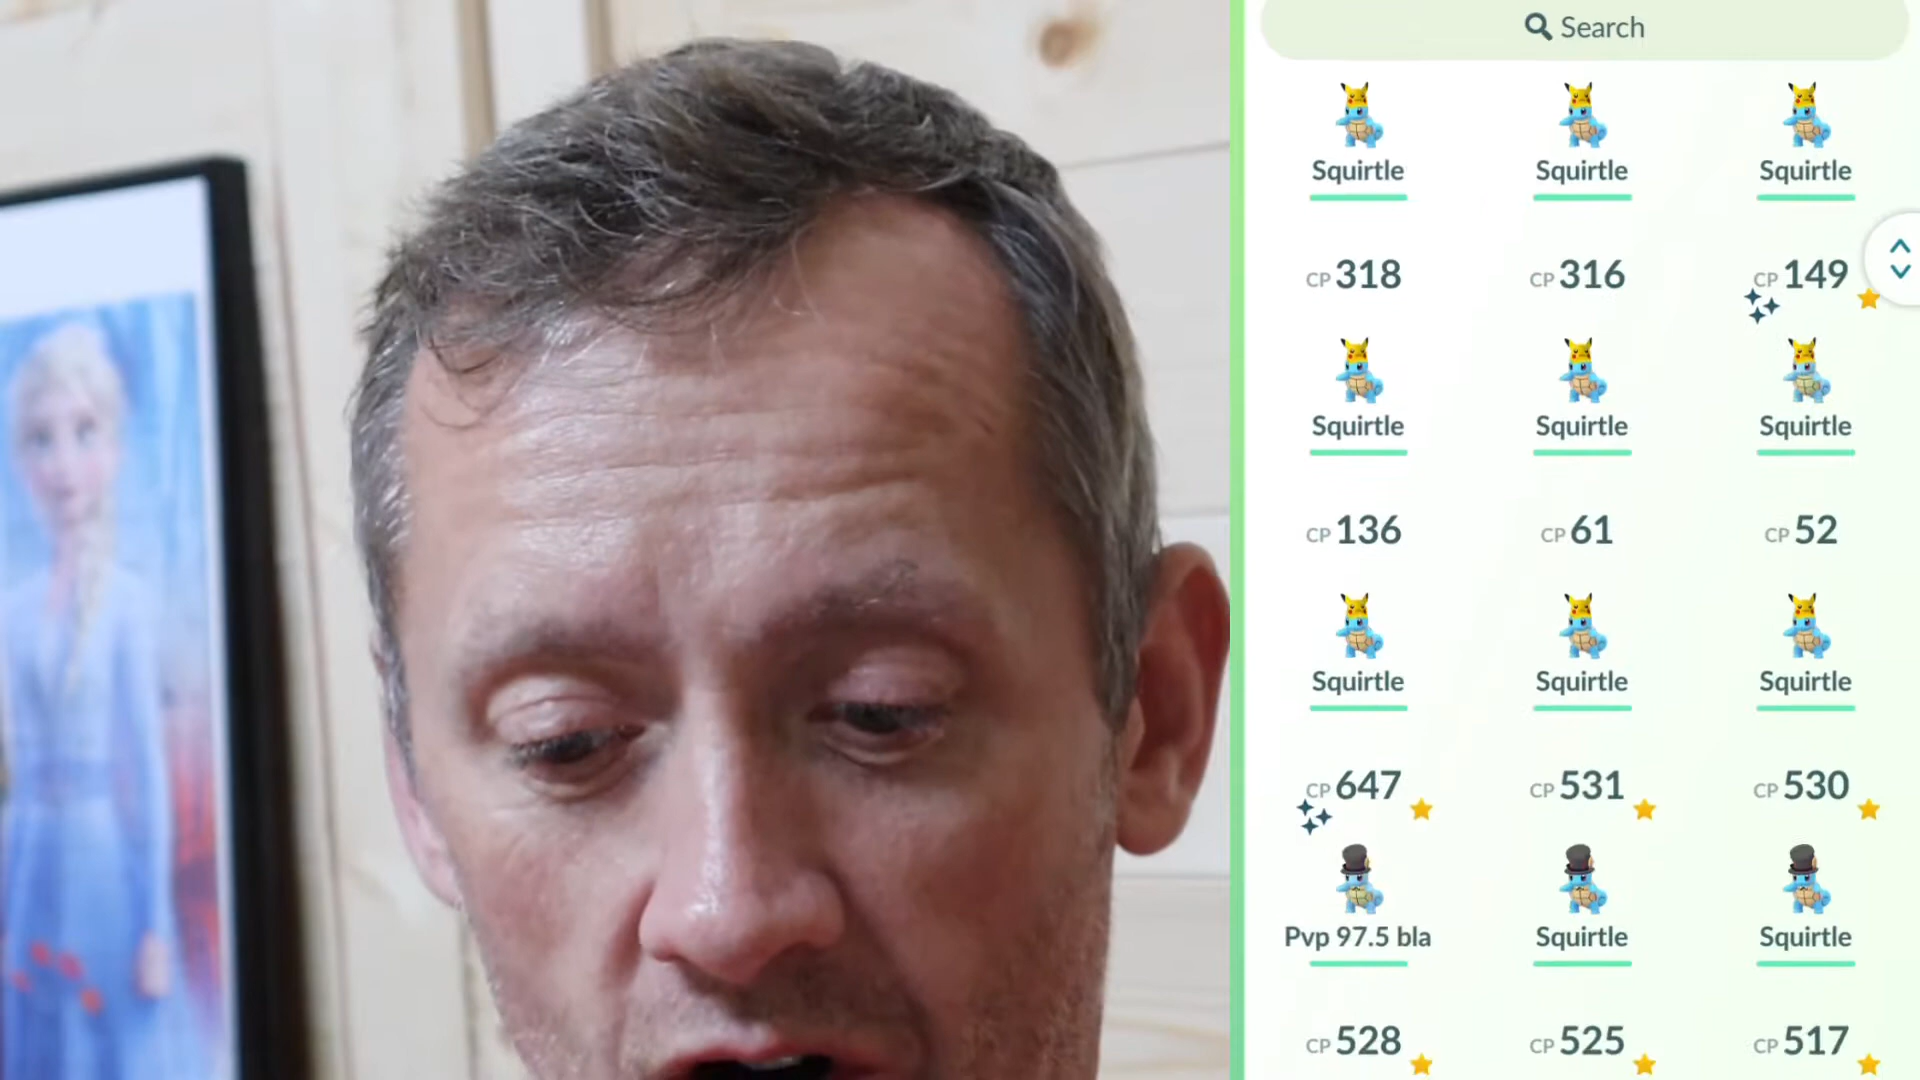 Search
Squirtle Squirtle Squirtle
CP 318 CP 316 CP 149
Squirtle Squirtle Squirtle
CP 136 CP 61 CP 52
Squirtle Squirtle Squirtle
CP 647 CP 531 CP 530
Pvp 97.5 bla Squirtle Squirtle
CP 528 CP 525 CP 517